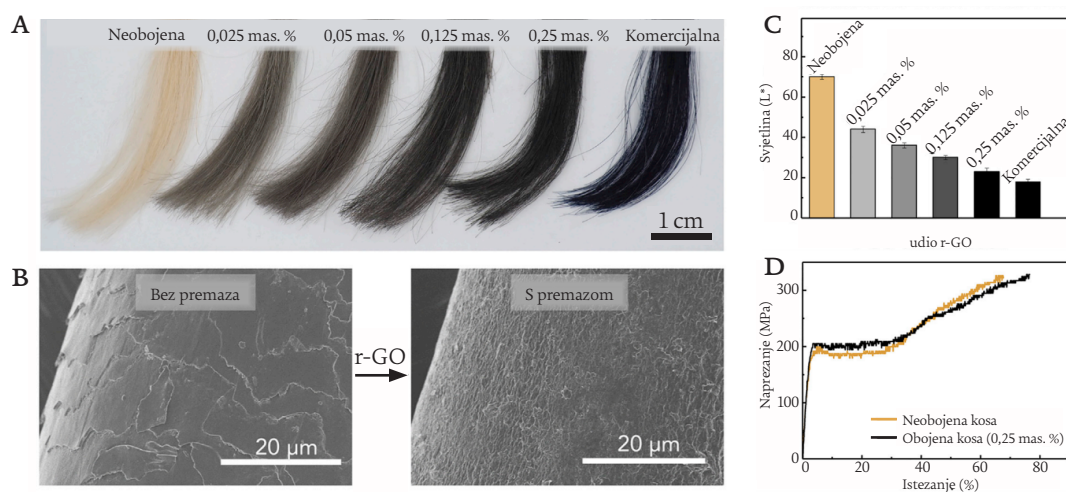 A
Neobojena 0,025 mas. % 0,05 mas. % 0,125 mas. % 0,25 mas. % Komercijalna
1 cm
B
Bez premaza
r-GO
S premazom
20 μm
20 μm
C
Svjetlina (L*)
80
60
40
20
0
Neobojena
0,025 mas. %
0,05 mas. %
0,125 mas. %
0,25 mas. %
Komercijalna
udio r-GO
D
Naprezanje (MPa)
300
200
100
0
Neobojena kosa
Obojena kosa (0,25 mas. %)
0 20 40 60 80
Istezanje (%)